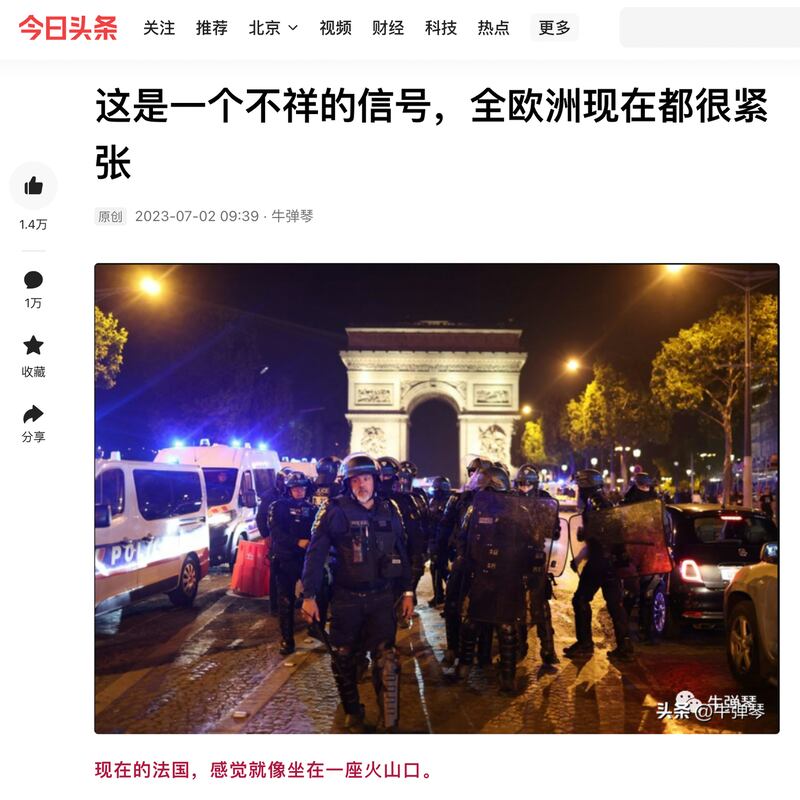 今日头条
关注 推荐 北京 视频 财经 科技 热点 更多
这是一个不祥的信号，全欧洲现在都很紧
张
原创 2023-07-02 09:39 · 牛弹琴
1.4万
1万
收藏
分享
POLICE
牛弹琴
头条 @牛弹琴
现在的法国，感觉就像坐在一座火山口。